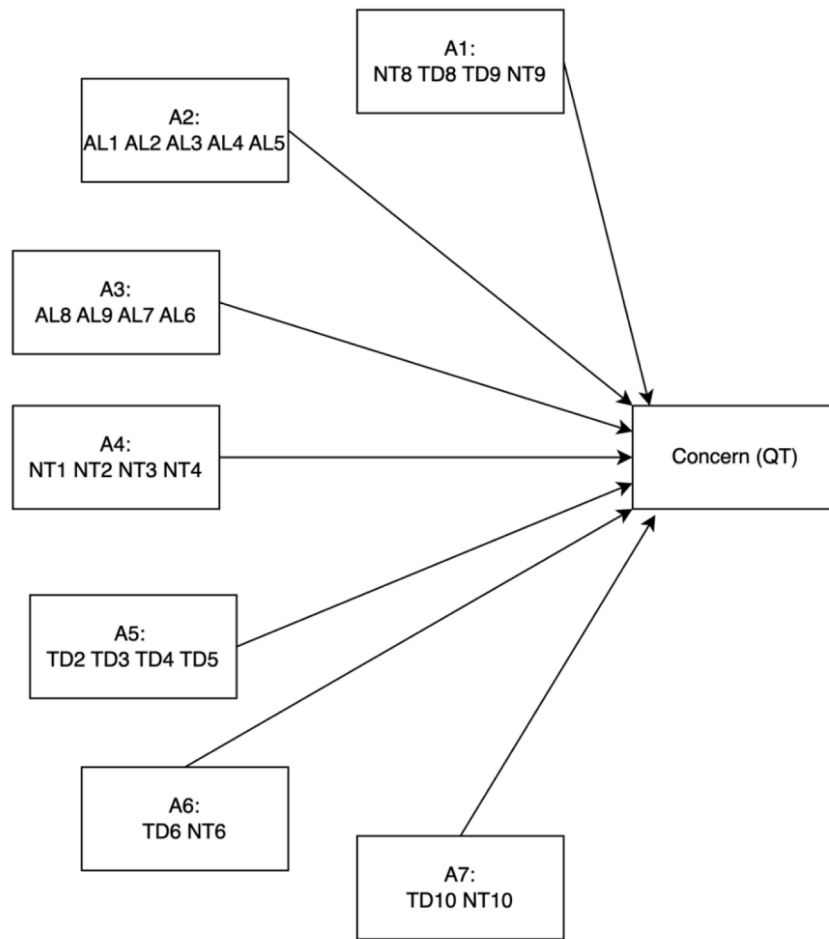 A1:
NT8 TD8 TD9 NT9
A2:
AL1 AL2 AL3 AL4 AL5
A3:
AL8 AL9 AL7 AL6
A4:
NT1 NT2 NT3 NT4
Concern (QT)
A5:
TD2 TD3 TD4 TD5
A6:
TD6 NT6
A7:
TD10 NT10